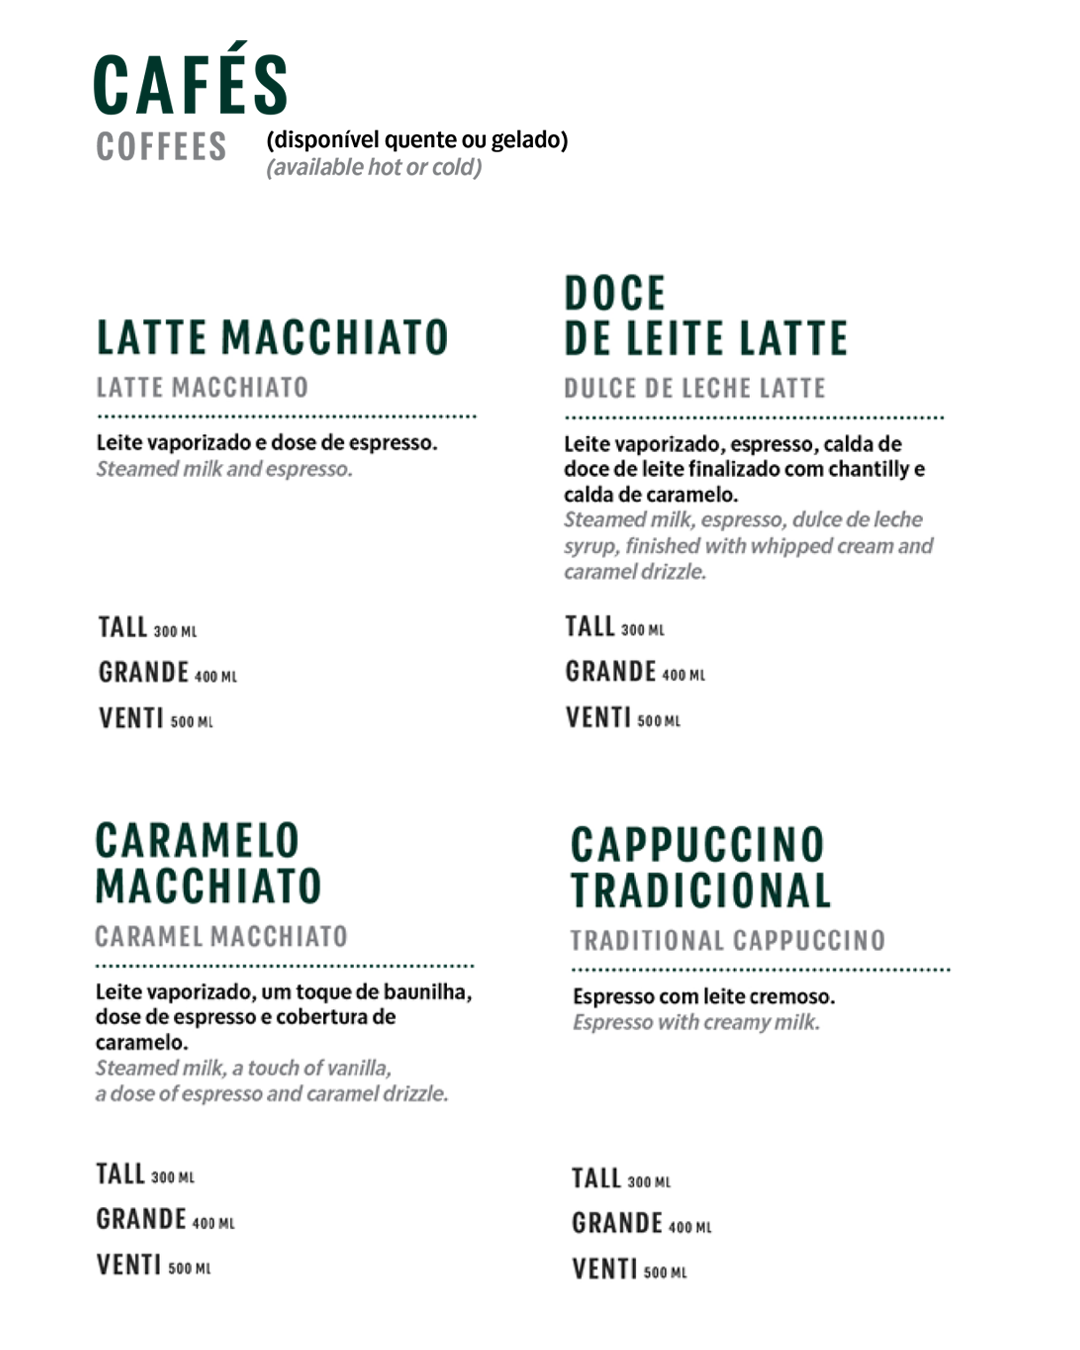 CAFÉS
COFFEES
(disponível quente ou gelado)
(available hot or cold)
LATTE MACCHIATO
LATTE MACCHIATO
Leite vaporizado e dose de espresso.
Steamed milk and espresso.
TALL 300 ML
GRANDE 400 ML
VENTI 500 ML
DOCE
DE LEITE LATTE
DULCE DE LECHE LATTE
Leite vaporizado, espresso, calda de
doce de leite finalizado com chantilly e
calda de caramelo.
Steamed milk, espresso, dulce de leche
syrup, finished with whipped cream and
caramel drizzle.
TALL 300 ML
GRANDE 400 ML
VENTI 500 ML
CARAMELO
MACCHIATO
CARAMEL MACCHIATO
Leite vaporizado, um toque de baunilha,
dose de espresso e cobertura de
caramelo.
Steamed milk, a touch of vanilla,
a dose of espresso and caramel drizzle.
TALL 300 ML
GRANDE 400 ML
VENTI 500 ML
CAPPUCCINO
TRADICIONAL
TRADITIONAL CAPPUCCINO
Espresso com leite cremoso.
Espresso with creamy milk.
TALL 300 ML
GRANDE 400 ML
VENTI 500 ML